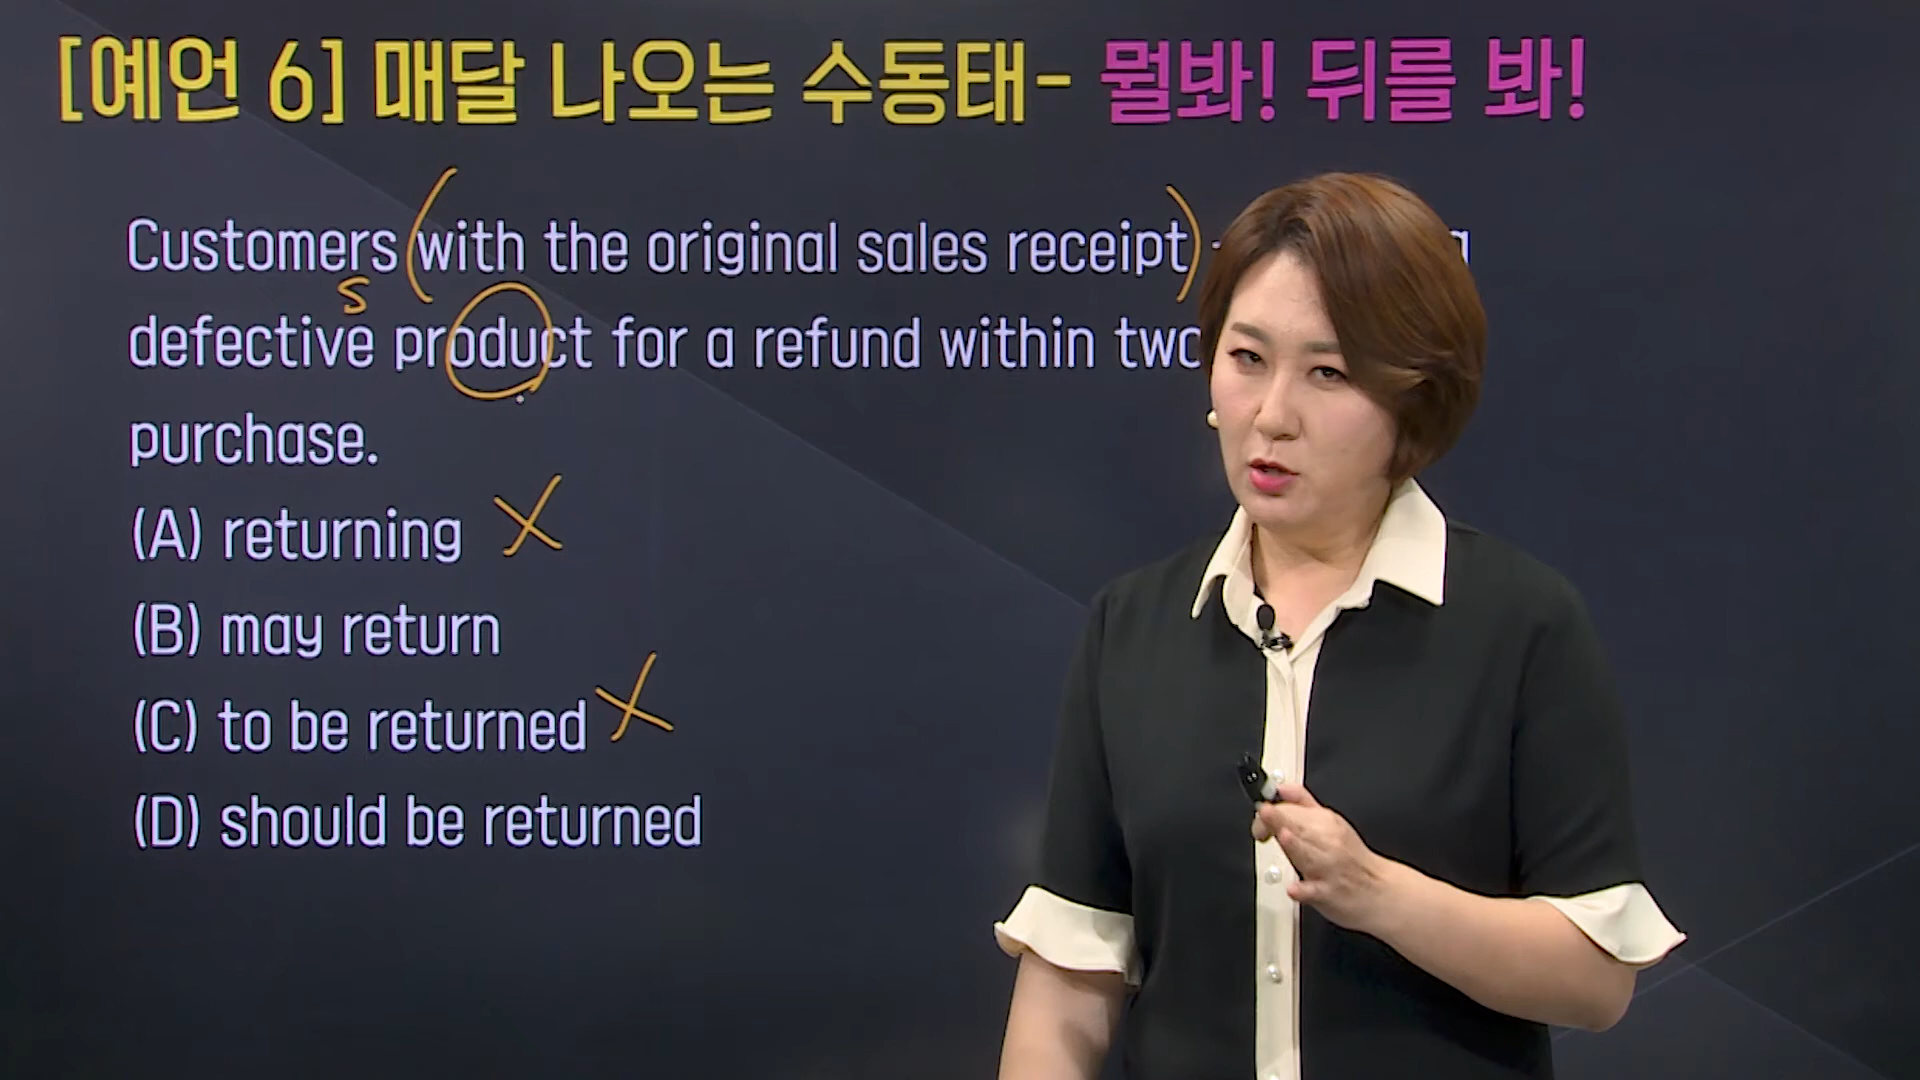 [예언 6] 매달 나오는 수동태- 뭘봐! 뒤를 봐!
Customers (with the original sales receipt) a
s
defective product for a refund within two
purchase.
(A) returning X
(B) may return
(C) to be returned X
(D) should be returned